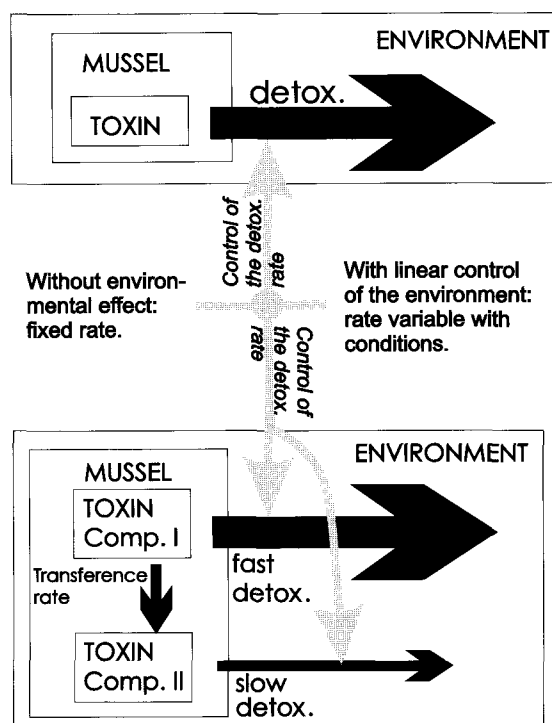 ENVIRONMENT
MUSSEL
detox.
TOXIN
Control of
the detox.
rate
Without environ-
mental effect:
fixed rate.
With linear control
of the environment:
rate variable with
conditions.
Control of
the detox.
rate
ENVIRONMENT
MUSSEL
TOXIN
Comp. I
fast
detox.
Transference
rate
TOXIN
Comp. II
slow
detox.